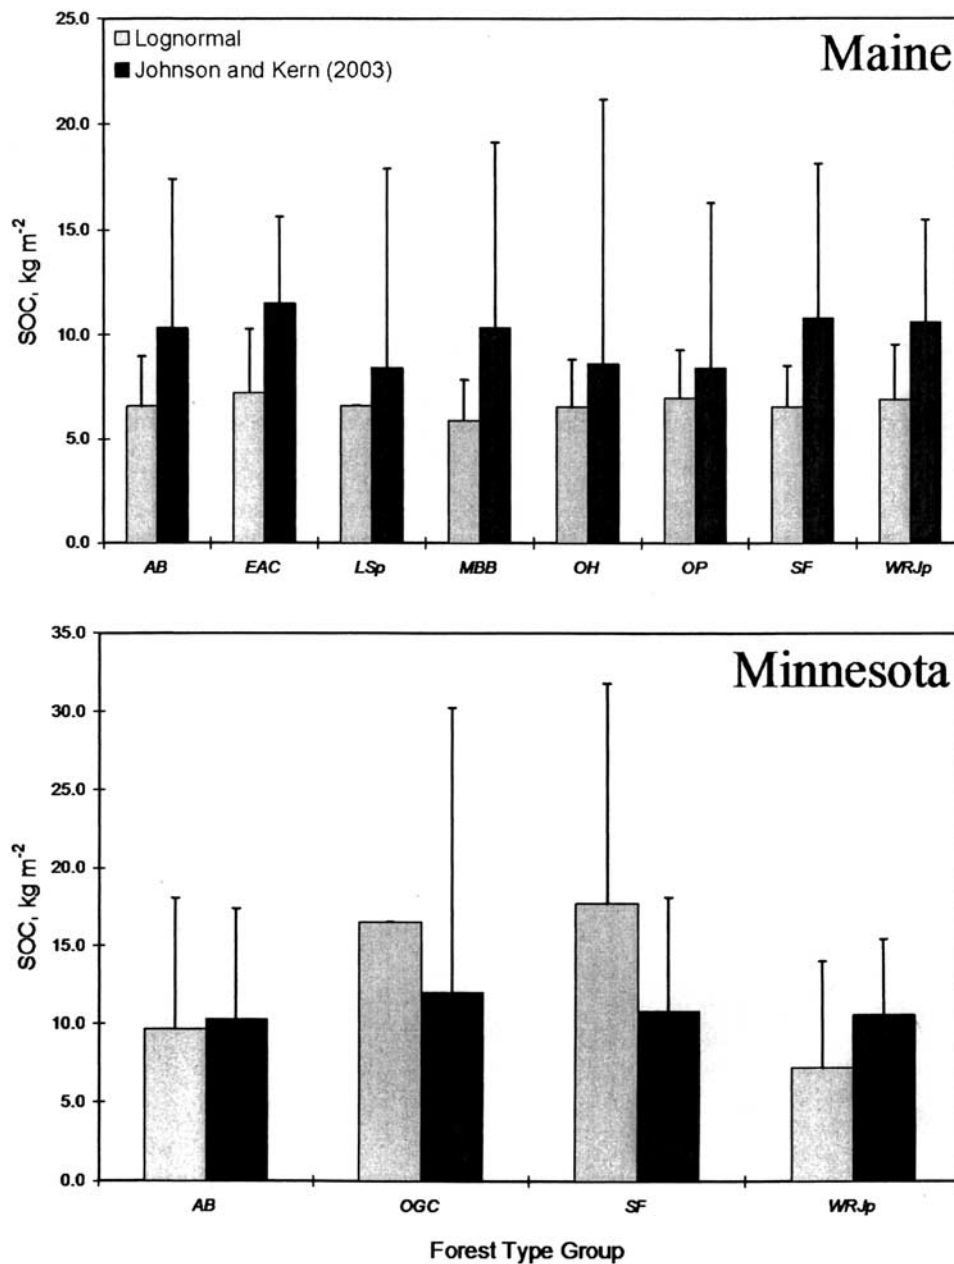 Maine
Lognormal
Johnson and Kern (2003)
25.0
20.0
15.0
10.0
5.0
0.0
SOC, kg m⁻²
AB EAC LSp MBB OH OP SF WRJp
Minnesota
35.0
30.0
25.0
20.0
15.0
10.0
5.0
0.0
SOC, kg m⁻²
AB OGC SF WRJp
Forest Type Group